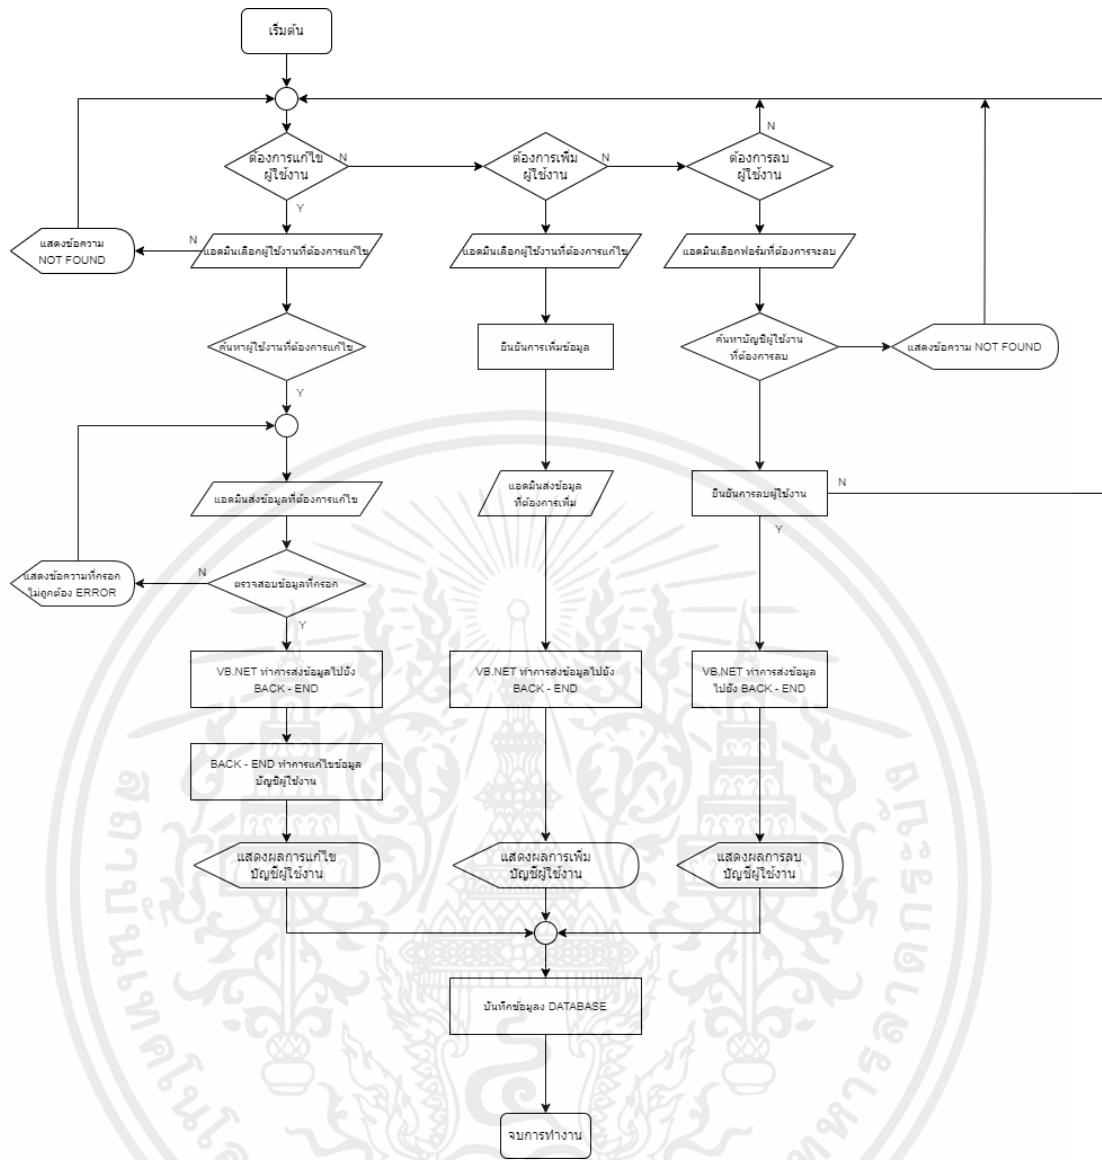 เริ่มต้น
N
ต้องการแก้ไข
ผู้ใช้งาน
N
ต้องการเพิ่ม
ผู้ใช้งาน
N
ต้องการลบ
ผู้ใช้งาน
Y
แสดงข้อความ
NOT FOUND
N
แอดมินเลือกผู้ใช้งานที่ต้องการแก้ไข
แอดมินเลือกผู้ใช้งานที่ต้องการแก้ไข
แอดมินเลือกฟอร์มที่ต้องการจะลบ
ค้นหาผู้ใช้งานที่ต้องการแก้ไข
ยืนยันการเพิ่มข้อมูล
ค้นหาบัญชีผู้ใช้งาน
ที่ต้องการลบ
แสดงข้อความ NOT FOUND
Y
แอดมินส่งข้อมูลที่ต้องการแก้ไข
แอดมินส่งข้อมูล
ที่ต้องการเพิ่ม
ยืนยันการลบผู้ใช้งาน
N
Y
แสดงข้อความที่กรอก
ไม่ถูกต้อง ERROR
N
ตรวจสอบข้อมูลที่กรอก
Y
VB.NET ทำการส่งข้อมูลไปยัง
BACK - END
VB.NET ทำการส่งข้อมูลไปยัง
BACK - END
VB.NET ทำการส่งข้อมูล
ไปยัง BACK - END
BACK - END ทำการแก้ไขข้อมูล
บัญชีผู้ใช้งาน
แสดงผลการแก้ไข
บัญชีผู้ใช้งาน
แสดงผลการเพิ่ม
บัญชีผู้ใช้งาน
แสดงผลการลบ
บัญชีผู้ใช้งาน
บันทึกข้อมูลง DATABASE
จบการทำงาน